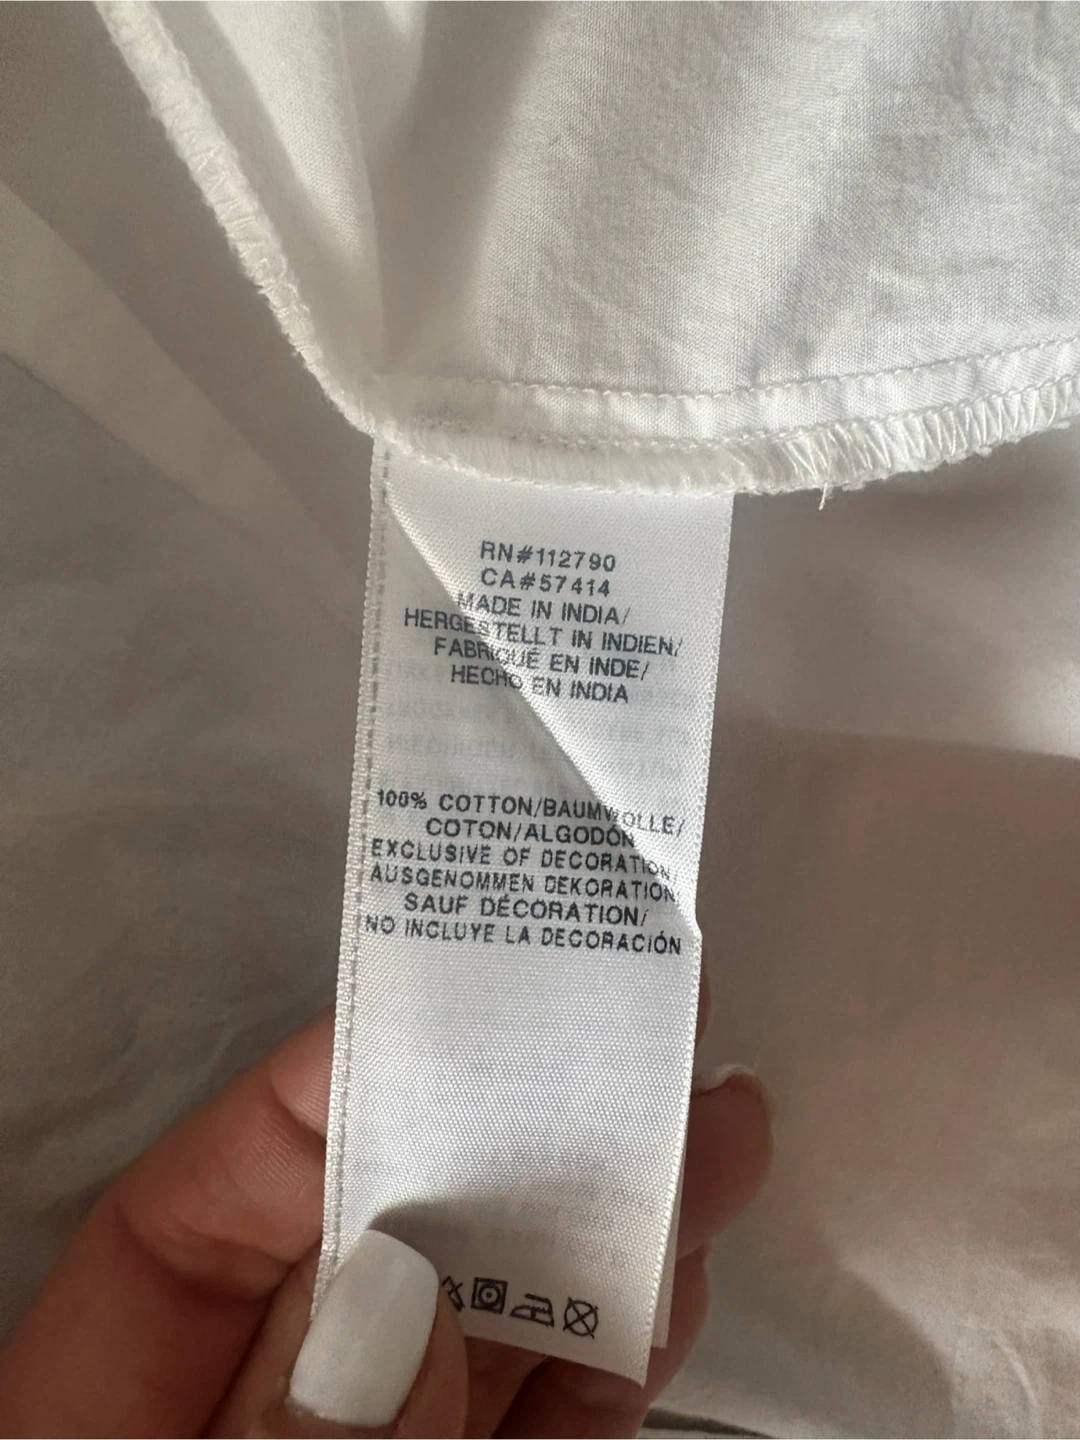 RN#112790
CA#57414
MADE IN INDIA/
HERGESTELLT IN INDIEN/
FABRIQUÉ EN INDE/
HECHO EN INDIA
100% COTTON/BAUMWOLLE/
COTON/ALGODÓN
EXCLUSIVE OF DECORATION/
AUSGENOMMEN DEKORATION/
SAUF DÉCORATION/
NO INCLUYE LA DECORACIÓN